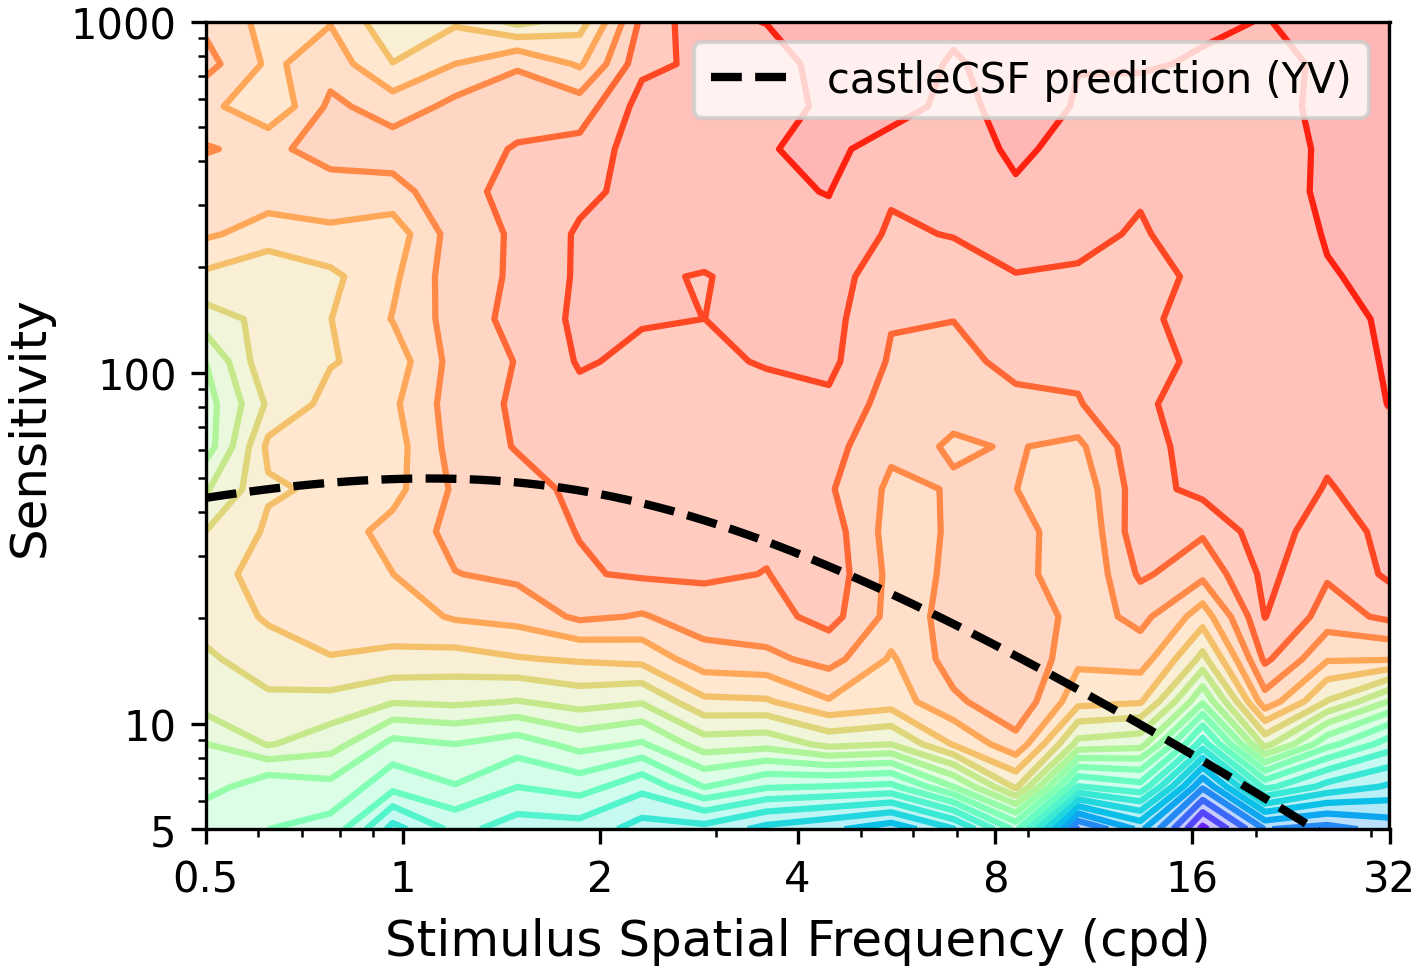 1000
100
10
5
Sensitivity
castleCSF prediction (YV)
0.5 1 2 4 8 16 32
Stimulus Spatial Frequency (cpd)